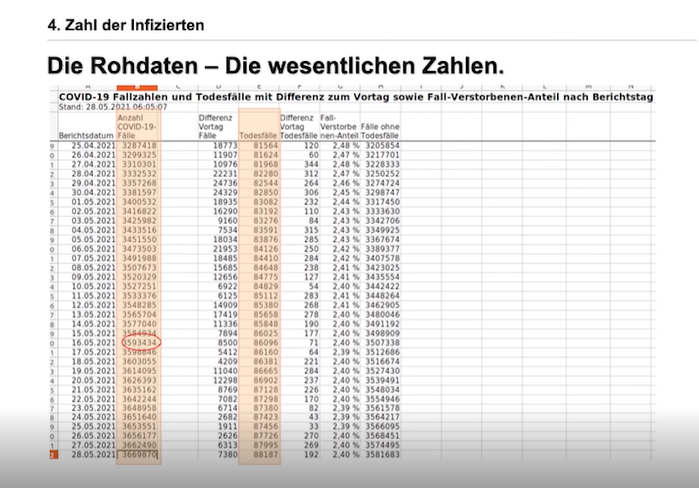 4. Zahl der Infizierten
Die Rohdaten – Die wesentlichen Zahlen.
COVID-19 Fallzahlen und Todesfälle mit Differenz zum Vortag sowie Fall-Verstorbenen-Anteil nach Berichtstag
Stand: 28.05.2021 06:05:07
Berichtsdatum Anzahl COVID-19-Fälle Differenz Vortag Fälle Todesfälle Differenz Vortag Todesfälle Fall-Verstorbenen-Anteil Fälle ohne Todesfälle
25.04.2021 3287418 18773 81564 120 2,48 % 3205854
26.04.2021 3299325 11907 81624 60 2,47 % 3217701
27.04.2021 3310301 10976 81968 344 2,48 % 3228333
28.04.2021 3332532 22231 82280 312 2,47 % 3250252
29.04.2021 3357268 24736 82544 264 2,46 % 3274724
30.04.2021 3381597 24329 82850 306 2,45 % 3298747
01.05.2021 3400532 18935 83082 232 2,44 % 3317450
02.05.2021 3416822 16290 83192 110 2,43 % 3333630
03.05.2021 3425982 9160 83276 84 2,43 % 3342706
04.05.2021 3433516 7534 83591 315 2,43 % 3349925
05.05.2021 3451550 18034 83876 285 2,43 % 3367674
06.05.2021 3473503 21953 84126 250 2,42 % 3389377
07.05.2021 3491988 18485 84410 284 2,42 % 3407578
08.05.2021 3507673 15685 84648 238 2,41 % 3423025
09.05.2021 3520329 12656 84775 127 2,41 % 3435554
10.05.2021 3527251 6922 84829 54 2,40 % 3442422
11.05.2021 3533376 6125 85112 283 2,41 % 3448264
12.05.2021 3548285 14909 85380 268 2,41 % 3462905
13.05.2021 3565704 17419 85658 278 2,40 % 3480046
14.05.2021 3577040 11336 85848 190 2,40 % 3491192
15.05.2021 3584934 7894 86025 177 2,40 % 3498909
16.05.2021 3593434 8500 86096 71 2,40 % 3507338
17.05.2021 3598846 5412 86160 64 2,39 % 3512686
18.05.2021 3603055 4209 86381 221 2,40 % 3516674
19.05.2021 3614095 11040 86665 284 2,40 % 3527430
20.05.2021 3626393 12298 86902 237 2,40 % 3539491
21.05.2021 3635162 8769 87128 226 2,40 % 3548034
22.05.2021 3642244 7082 87298 170 2,40 % 3554946
23.05.2021 3648958 6714 87380 82 2,39 % 3561578
24.05.2021 3651640 2682 87423 43 2,39 % 3564217
25.05.2021 3653551 1911 87456 33 2,39 % 3566095
26.05.2021 3656177 2626 87726 270 2,40 % 3568451
27.05.2021 3662490 6313 87995 269 2,40 % 3574495
28.05.2021 3669870 7380 88187 192 2,40 % 3581683